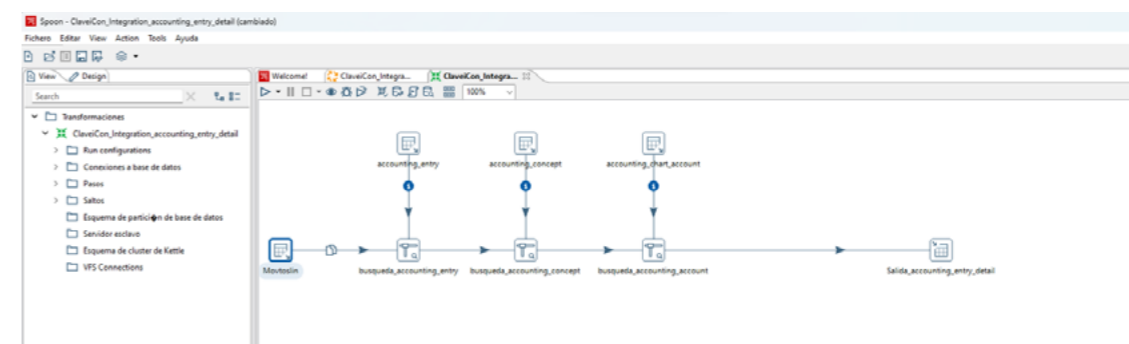 Spoon - ClaveiCon_Integration_accounting_entry_detail (cambiado)
Fichero Editar View Action Tools Ayuda
View Design
Welcome! ClaveiCon_Integra... ClaveiCon_Integra...
Search
100%
Transformaciones
ClaveiCon_Integration_accounting_entry_detail
Run configurations
Conexiones a base de datos
Pasos
Saltos
Esquema de partici�n de base de datos
Servidor esclavo
Esquema de cluster de Kettle
VFS Connections
accounting_entry accounting_concept accounting_chart_account
Movtoslin busqueda_accounting_entry busqueda_accounting_concept busqueda_accounting_account Salida_accounting_entry_detail